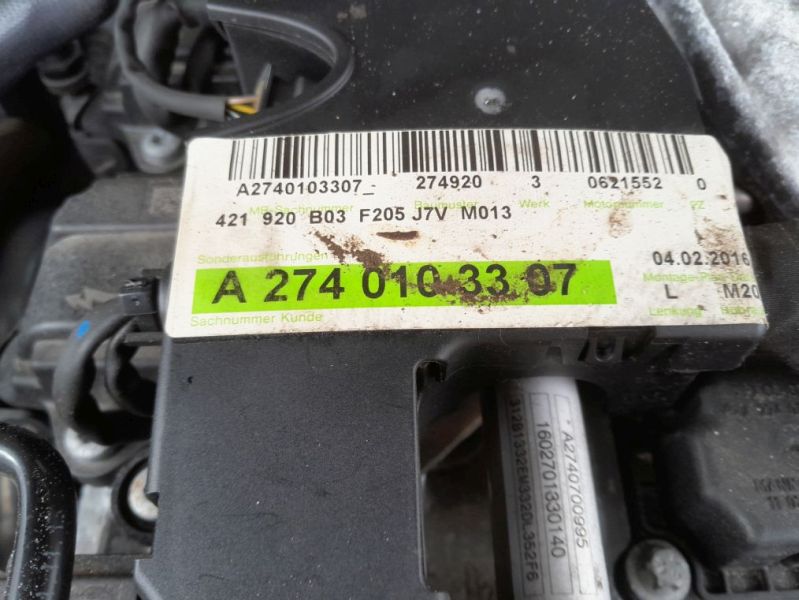 A2740103307_- 274920 3 0621552 0
MB-Sachnummer Baumuster Werk Motornummer PZ
421 920 B03 F205 J7V M013
Sonderausführungen 04.02.2016
A 274 010 33 07
L M20
Sachnummer Kunde Lenkung
* A2740700995
1602701330140